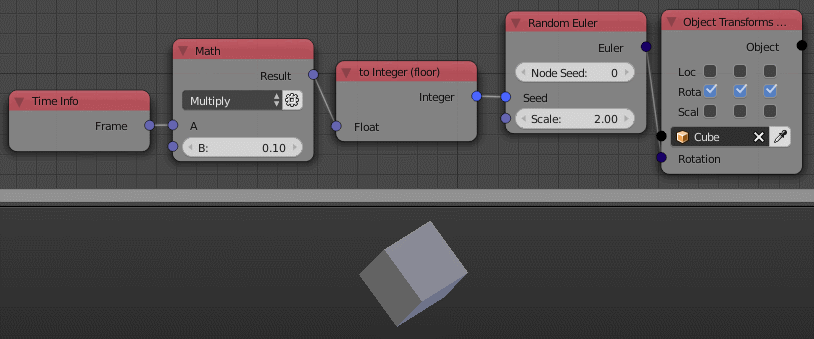 Time Info
Frame
Math
Result
Multiply
A
B: 0.10
to Integer (floor)
Integer
Float
Random Euler
Euler
Node Seed: 0
Seed
Scale: 2.00
Object Transforms ...
Object
Loc
Rota
Scal
Cube
Rotation